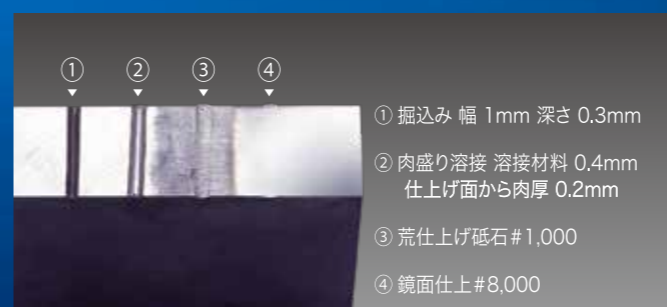 ① ② ③ ④
① 掘込み 幅 1mm 深さ 0.3mm
② 肉盛り溶接 溶接材料 0.4mm
仕上げ面から肉厚 0.2mm
③ 荒仕上げ砥石#1,000
④ 鏡面仕上#8,000